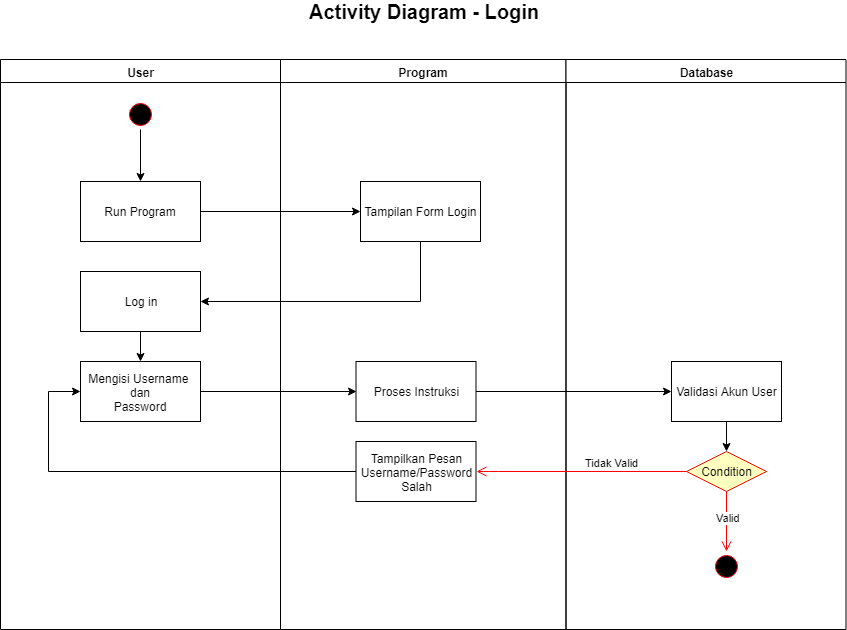 Activity Diagram - Login
User
Program
Database
Run Program
Tampilan Form Login
Log in
Mengisi Username
dan
Password
Proses Instruksi
Validasi Akun User
Tampilkan Pesan
Username/Password
Salah
Tidak Valid
Condition
Valid